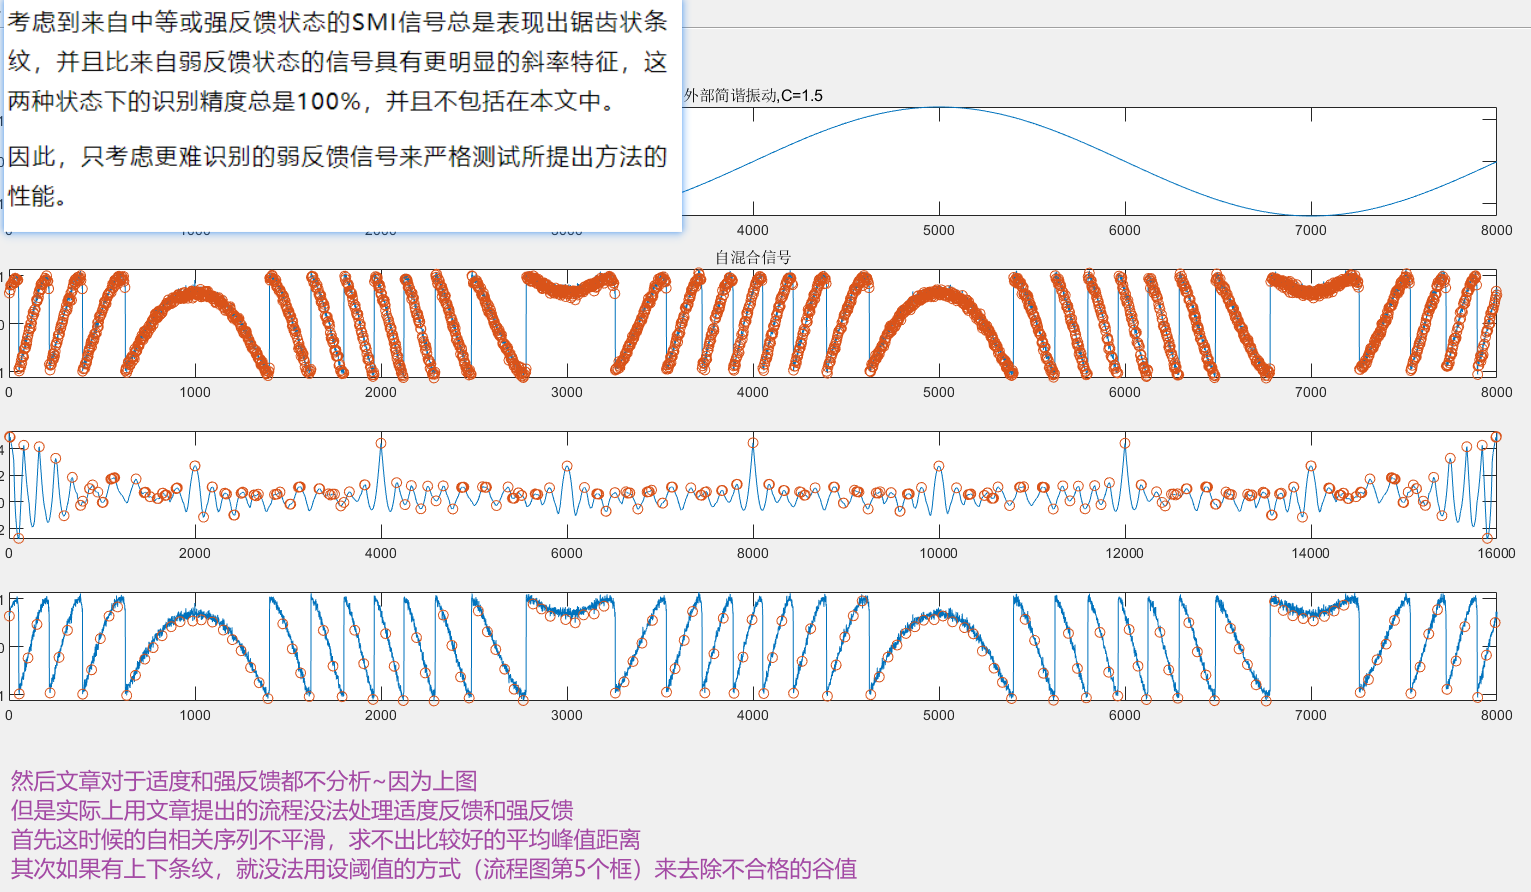 考虑到来自中等或强反馈状态的SMI信号总是表现出锯齿状条
纹，并且比来自弱反馈状态的信号具有更明显的斜率特征，这
两种状态下的识别精度总是100%，并且不包括在本文中。
因此，只考虑更难识别的弱反馈信号来严格测试所提出方法的
性能。
外部简谐振动,C=1.5
4000 5000 6000 7000 8000
自混合信号
1
0
1
0 1000 2000 3000 4000 5000 6000 7000 8000
4
2
0
2
0 2000 4000 6000 8000 10000 12000 14000 16000
1
0
1
0 1000 2000 3000 4000 5000 6000 7000 8000
然后文章对于适度和强反馈都不分析~因为上图
但是实际上用文章提出的流程没法处理适度反馈和强反馈
首先这时候的自相关序列不平滑，求不出比较好的平均峰值距离
其次如果有上下条纹，就没法用设阈值的方式（流程图第5个框）来去除不合格的谷值